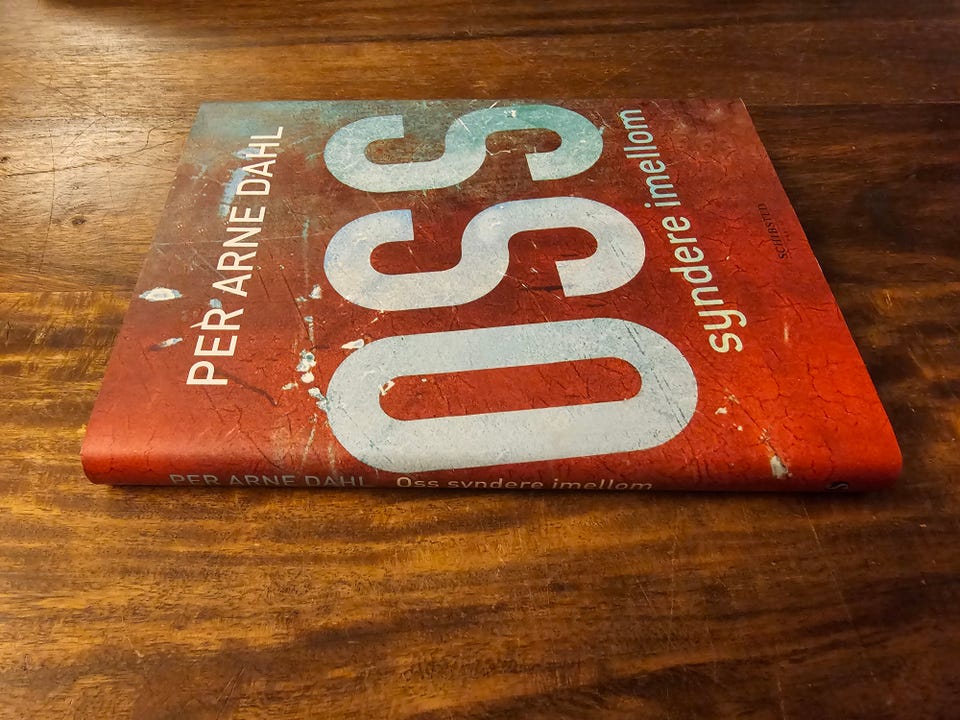 PER ARNE DAHL
OSS
syndere imellom
SCHIBSTED
PER ARNE DAHL Oss syndere imellom S